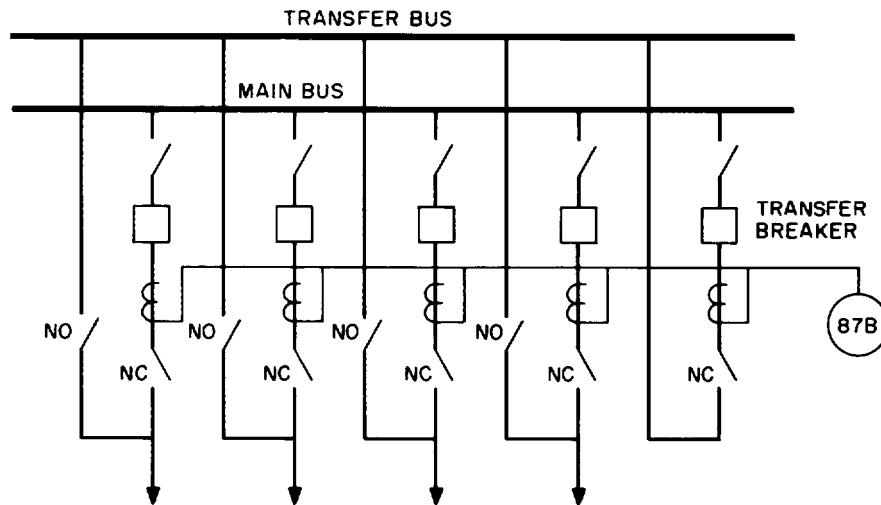 TRANSFER BUS
MAIN BUS
TRANSFER
BREAKER
NO
NO
NO
NO
87B
NC
NC
NC
NC
NC